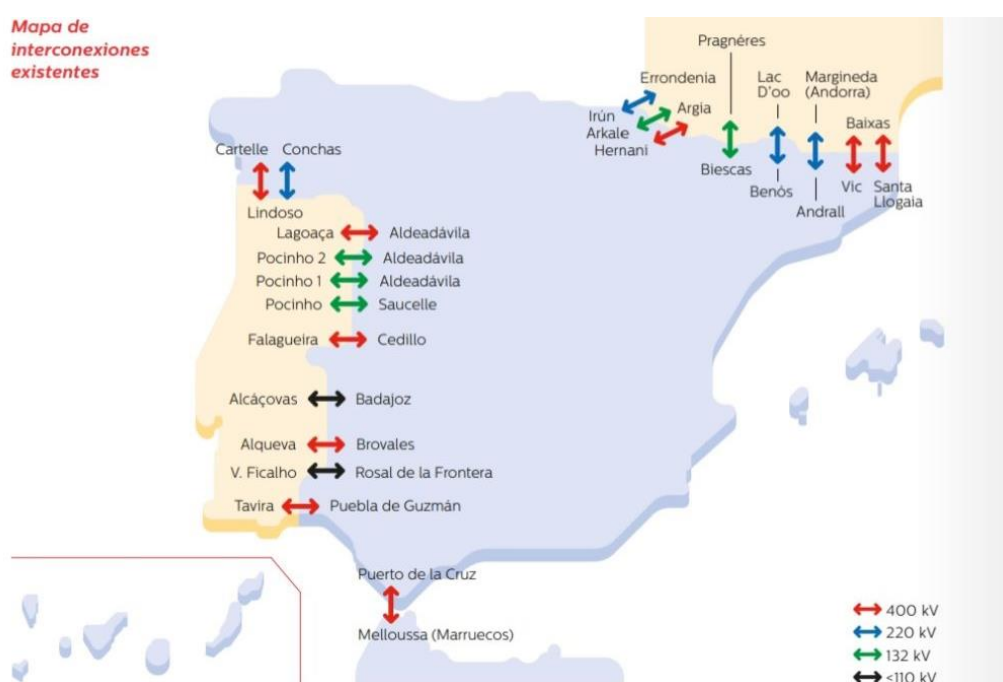 Mapa de
interconexiones
existentes
Pragnéres
Errondenia
Lac
D'oo
Margineda
(Andorra)
Argia
Irún
Arkale
Hernani
Baixas
Biescas
Benós
Andrall
Vic
Santa
Llogaia
Cartelle
Conchas
Lindoso
Lagoaça
Aldeadávila
Pocinho 2
Aldeadávila
Pocinho 1
Aldeadávila
Pocinho
Saucelle
Falagueira
Cedillo
Alcáçovas
Badajoz
Alqueva
Brovales
V. Ficalho
Rosal de la Frontera
Tavira
Puebla de Guzmán
Puerto de la Cruz
Melloussa (Marruecos)
400 kV
220 kV
132 kV
<110 kV